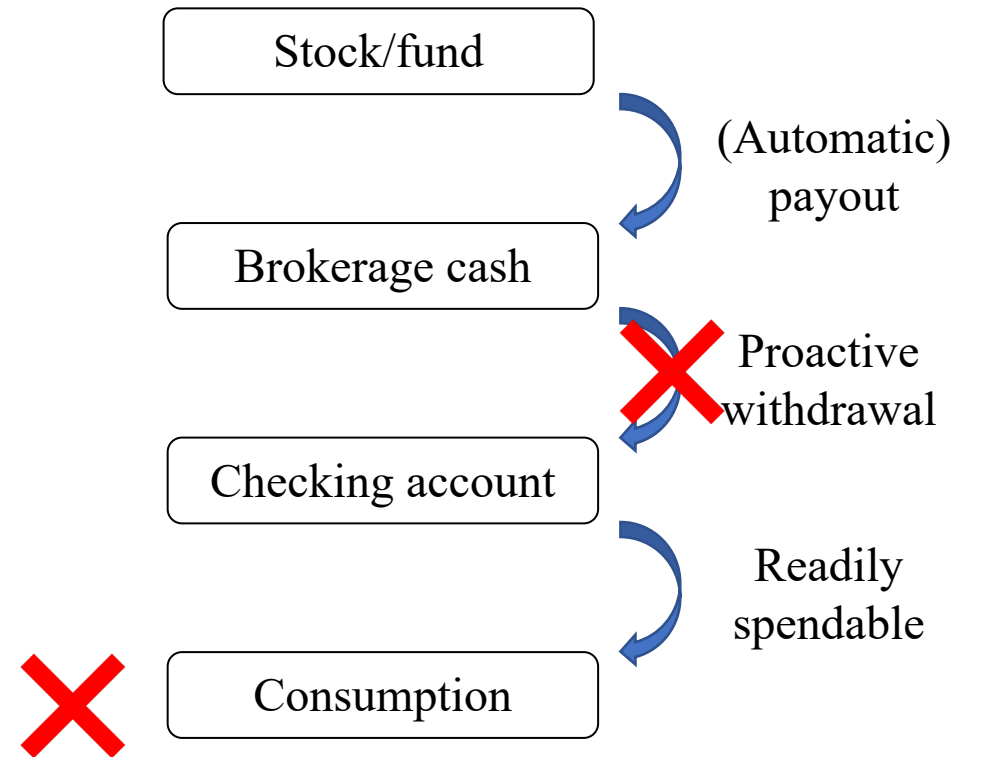 Stock/fund
(Automatic)
payout
Brokerage cash
Proactive
withdrawal
Checking account
Readily
spendable
Consumption